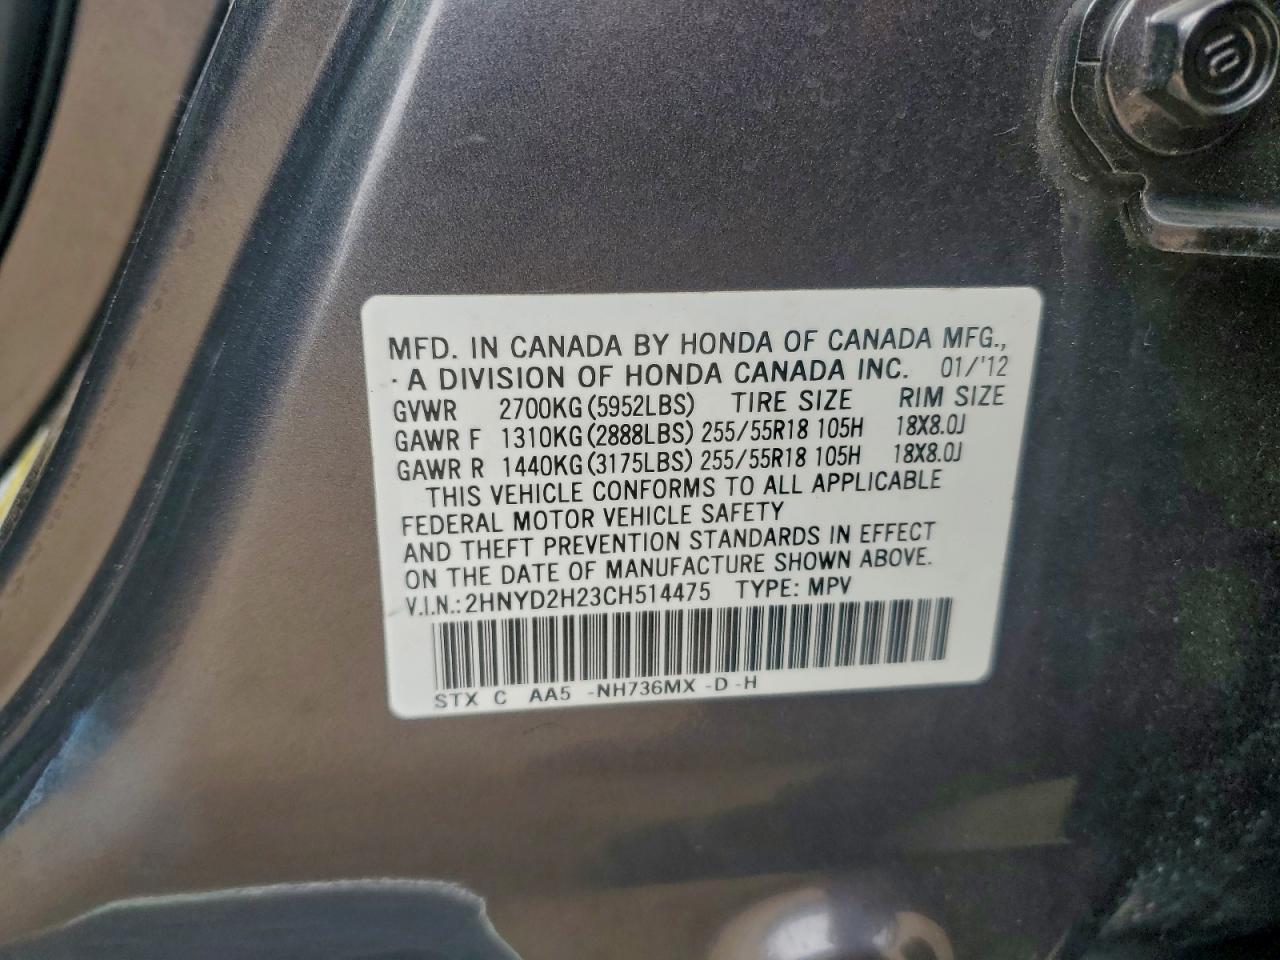 MFD. IN CANADA BY HONDA OF CANADA MFG.,
· A DIVISION OF HONDA CANADA INC. 01/'12
GVWR 2700KG(5952LBS) TIRE SIZE RIM SIZE
GAWR F 1310KG(2888LBS) 255/55R18 105H 18X8.0J
GAWR R 1440KG(3175LBS) 255/55R18 105H 18X8.0J
THIS VEHICLE CONFORMS TO ALL APPLICABLE
FEDERAL MOTOR VEHICLE SAFETY
AND THEFT PREVENTION STANDARDS IN EFFECT
ON THE DATE OF MANUFACTURE SHOWN ABOVE.
V.I.N.:2HNYD2H23CH514475 TYPE: MPV
STX C AA5 -NH736MX -D -H